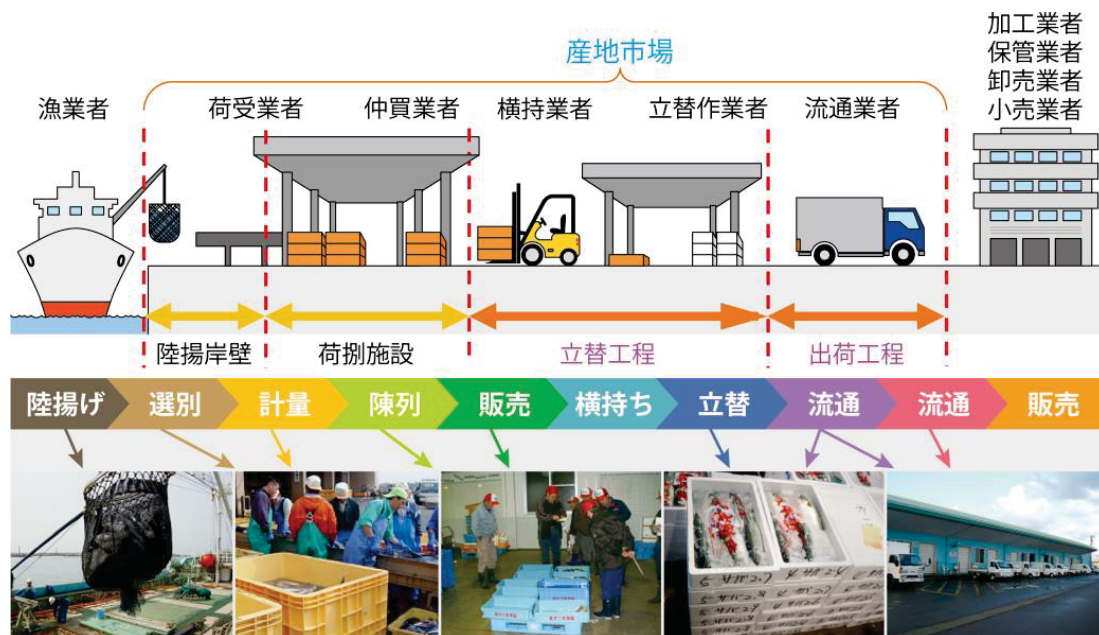 加工業者
保管業者
卸売業者
小売業者
産地市場
漁業者
荷受業者
仲買業者
横持業者
立替作業者
流通業者
陸揚岸壁
荷捌施設
立替工程
出荷工程
陸揚げ
選別
計量
陳列
販売
横持ち
立替
流通
流通
販売